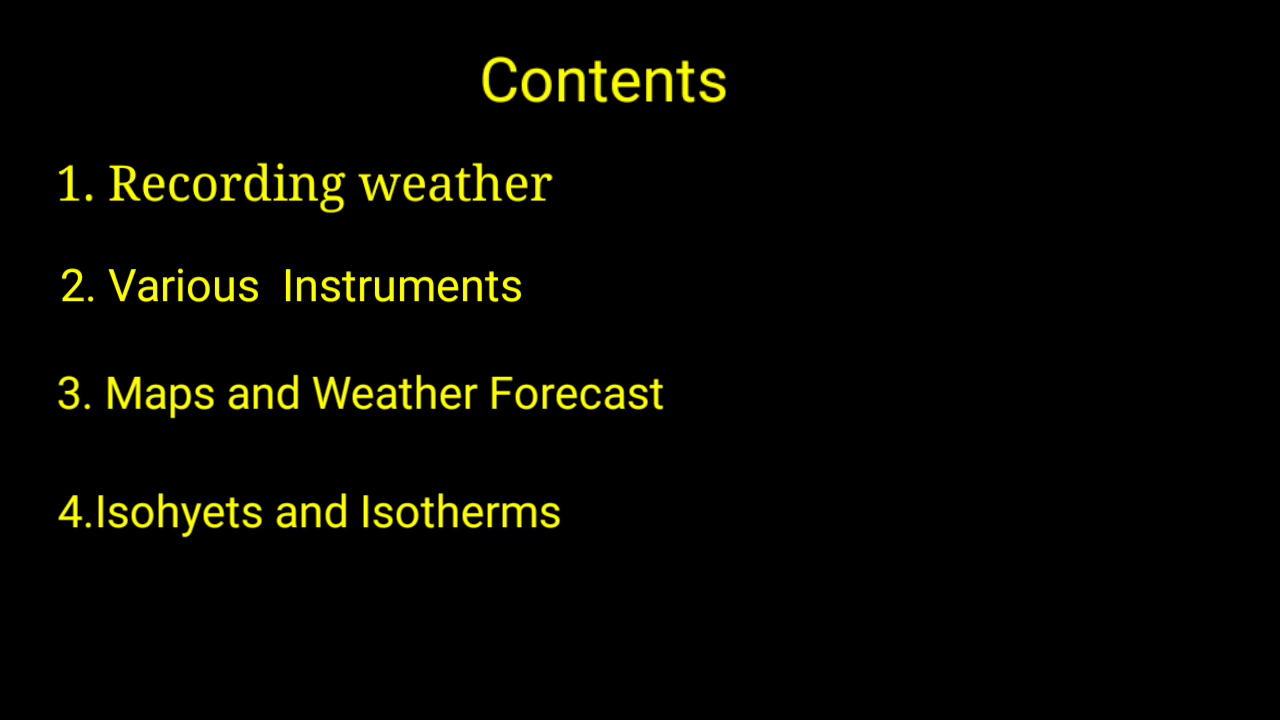 Contents
1. Recording weather
2. Various  Instruments
3. Maps and Weather Forecast
4.Isohyets and Isotherms